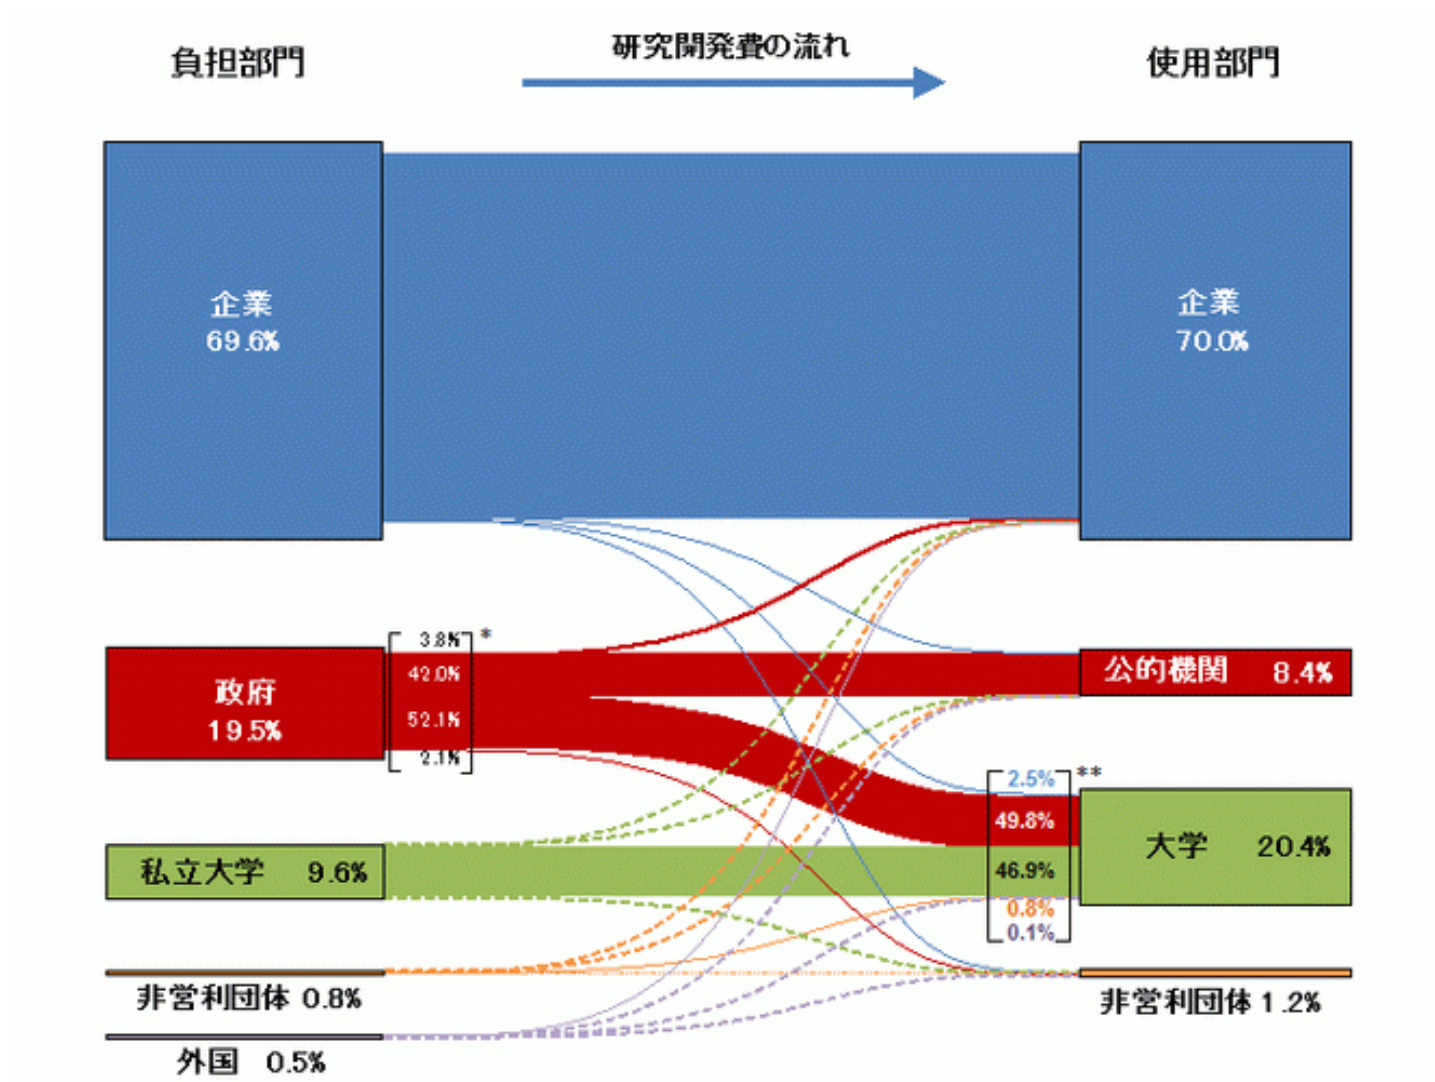 負担部門
研究開発費の流れ
使用部門
企業
69.6%
企業
70.0%
3.8% *
42.0%
52.1%
2.1%
政府
19.5%
公的機関 8.4%
2.5% **
49.8%
46.9%
0.8%
0.1%
大学 20.4%
私立大学 9.6%
非営利団体 0.8%
非営利団体 1.2%
外国 0.5%